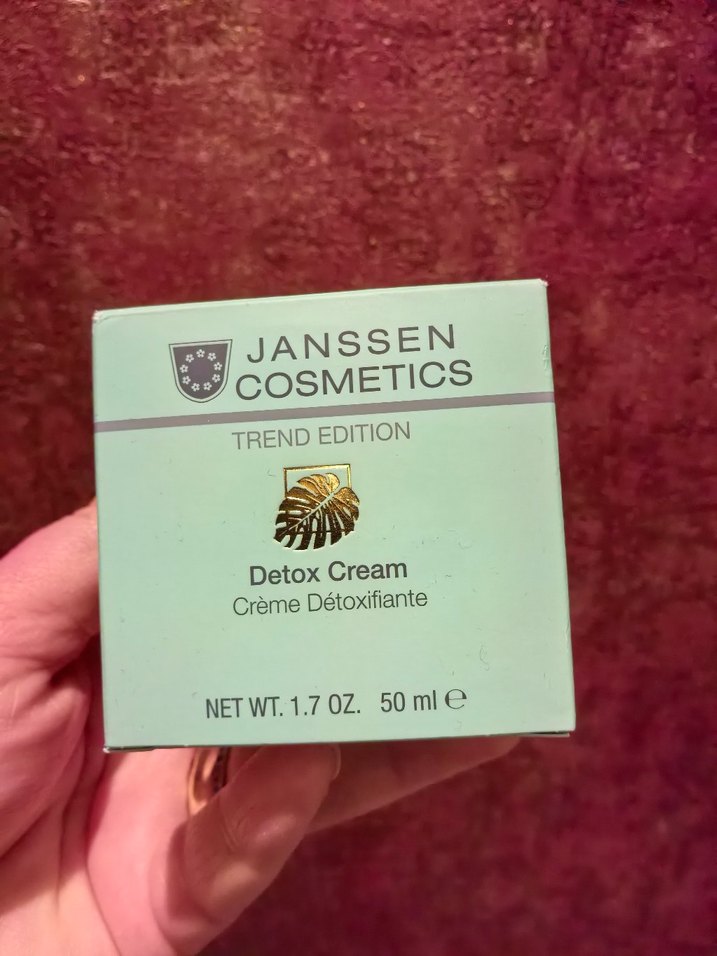 JANSSEN
COSMETICS
TREND EDITION
Detox Cream
Crème Détoxifiante
NET WT. 1.7 OZ. 50 ml ℮